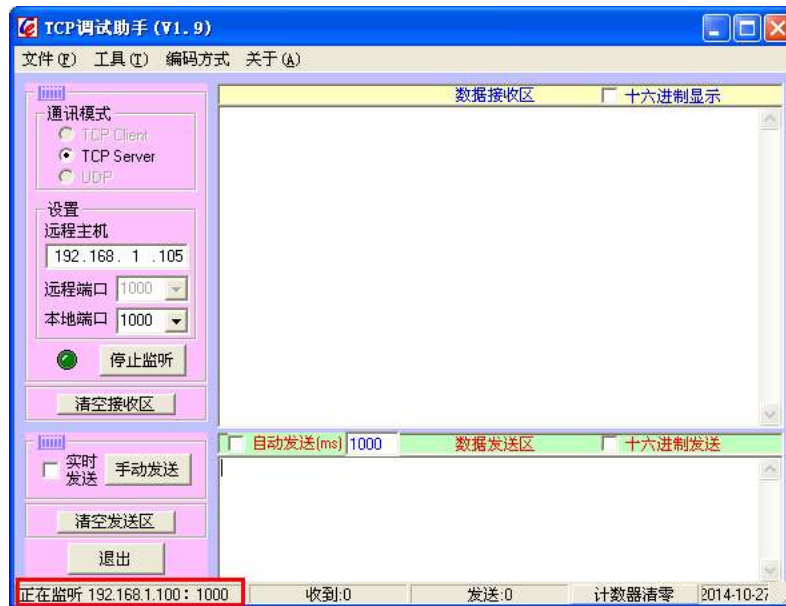 TCP调试助手(V1.9)
文件(F) 工具(T) 编码方式 关于(A)
通讯模式
TCP Client
TCP Server
UDP
设置
远程主机
192.168. 1 .105
远程端口 1000
本地端口 1000
停止监听
清空接收区
数据接收区 十六进制显示
自动发送(ms) 1000 数据发送区 十六进制发送
实时
发送
手动发送
清空发送区
退出
正在监听 192.168.1.100：1000 收到:0 发送:0 计数器清零 2014-10-27